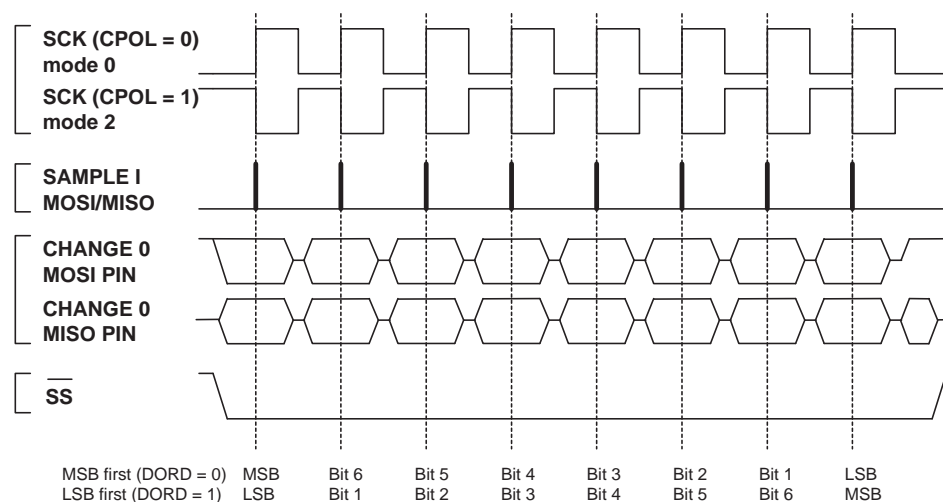 SCK (CPOL = 0)
mode 0
SCK (CPOL = 1)
mode 2
SAMPLE I
MOSI/MISO
CHANGE 0
MOSI PIN
CHANGE 0
MISO PIN
SS
MSB first (DORD = 0) MSB Bit 6 Bit 5 Bit 4 Bit 3 Bit 2 Bit 1 LSB
LSB first (DORD = 1) LSB Bit 1 Bit 2 Bit 3 Bit 4 Bit 5 Bit 6 MSB